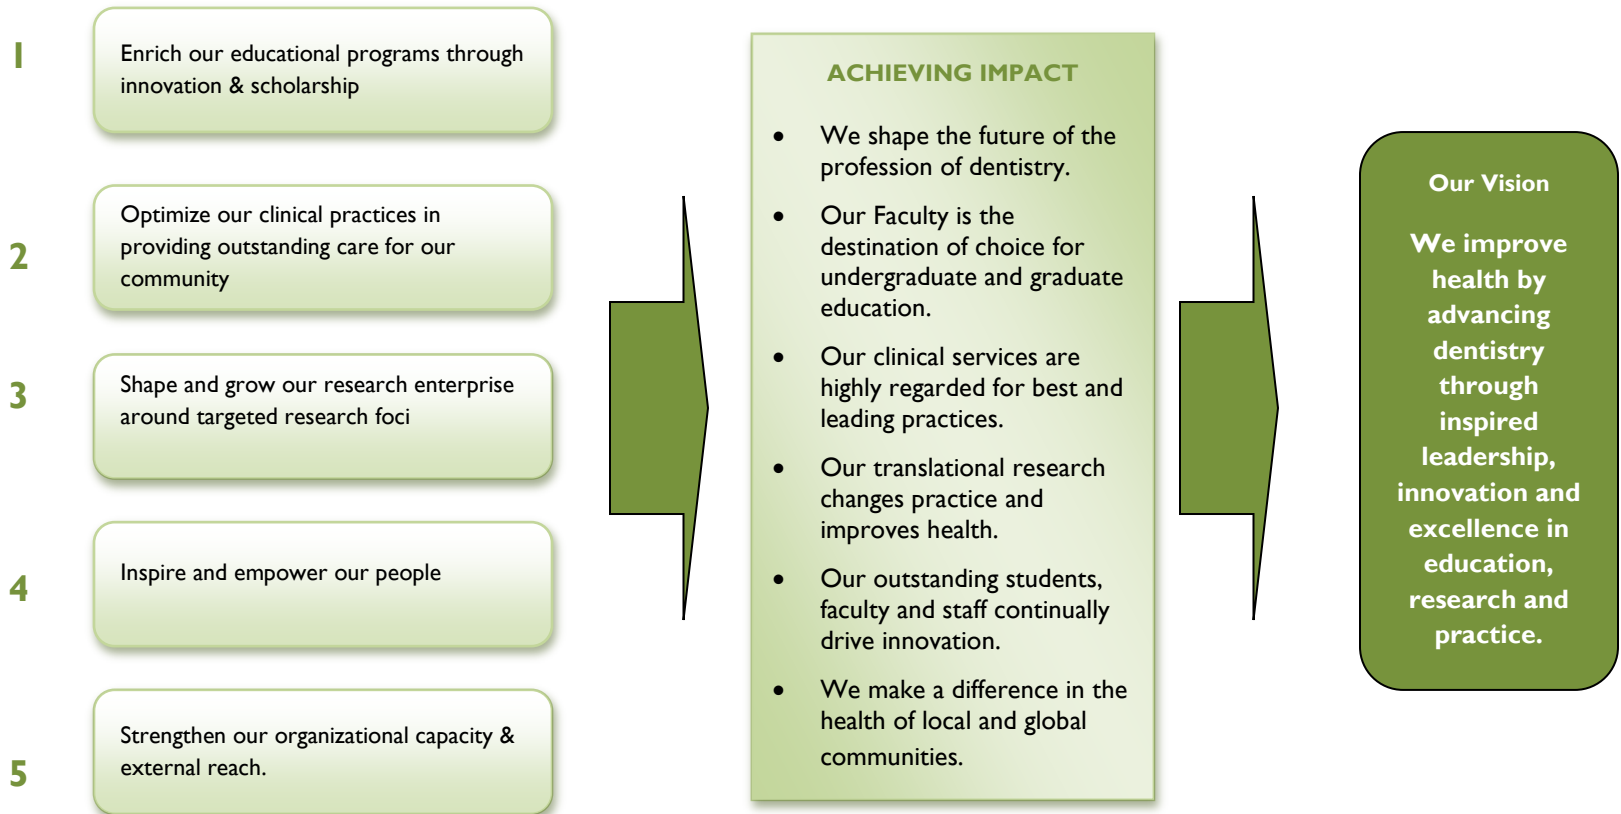 1
Enrich our educational programs through
innovation & scholarship
2
Optimize our clinical practices in
providing outstanding care for our
community
3
Shape and grow our research enterprise
around targeted research foci
4
Inspire and empower our people
5
Strengthen our organizational capacity &
external reach.
ACHIEVING IMPACT
• We shape the future of the
profession of dentistry.
• Our Faculty is the
destination of choice for
undergraduate and graduate
education.
• Our clinical services are
highly regarded for best and
leading practices.
• Our translational research
changes practice and
improves health.
• Our outstanding students,
faculty and staff continually
drive innovation.
• We make a difference in the
health of local and global
communities.
Our Vision
We improve
health by
advancing
dentistry
through
inspired
leadership,
innovation and
excellence in
education,
research and
practice.